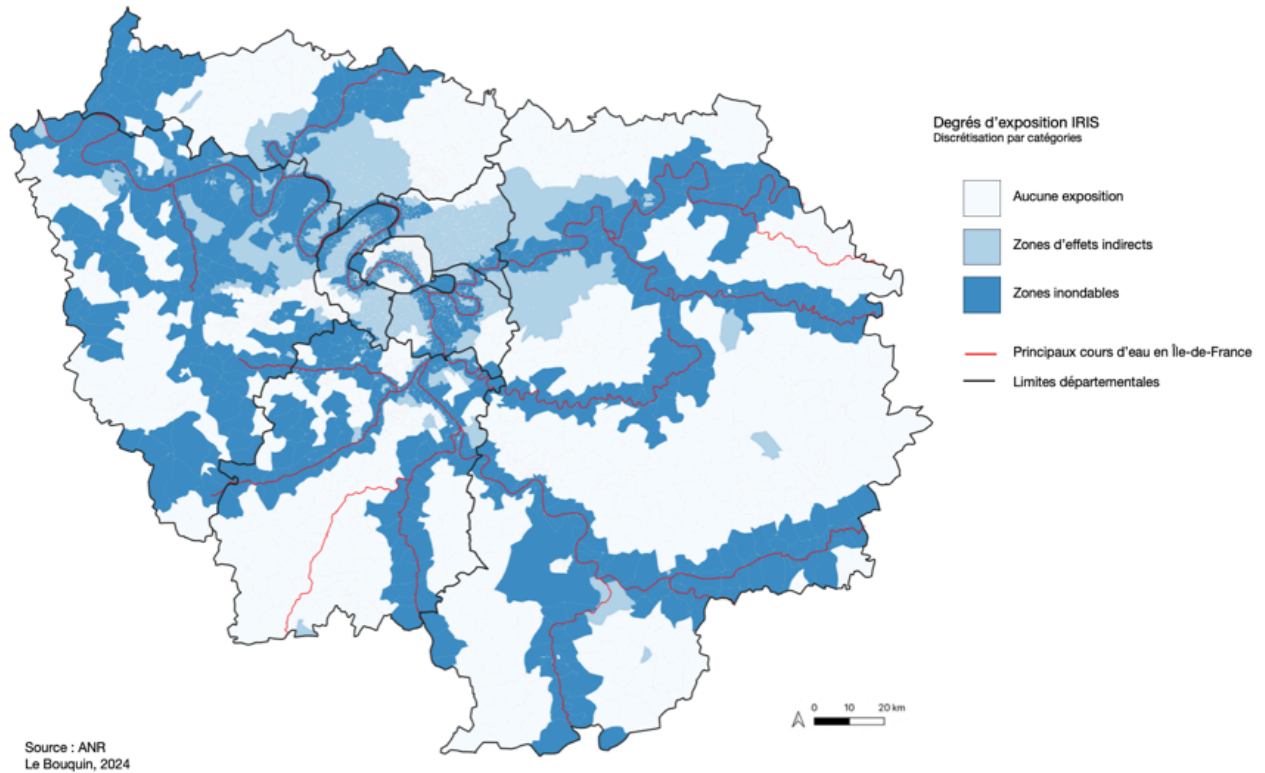 Degrés d'exposition IRIS
Discrétisation par catégories
Aucune exposition
Zones d'effets indirects
Zones inondables
Principaux cours d'eau en Île-de-France
Limites départementales
0 10 20 km
Source : ANR
Le Bouquin, 2024